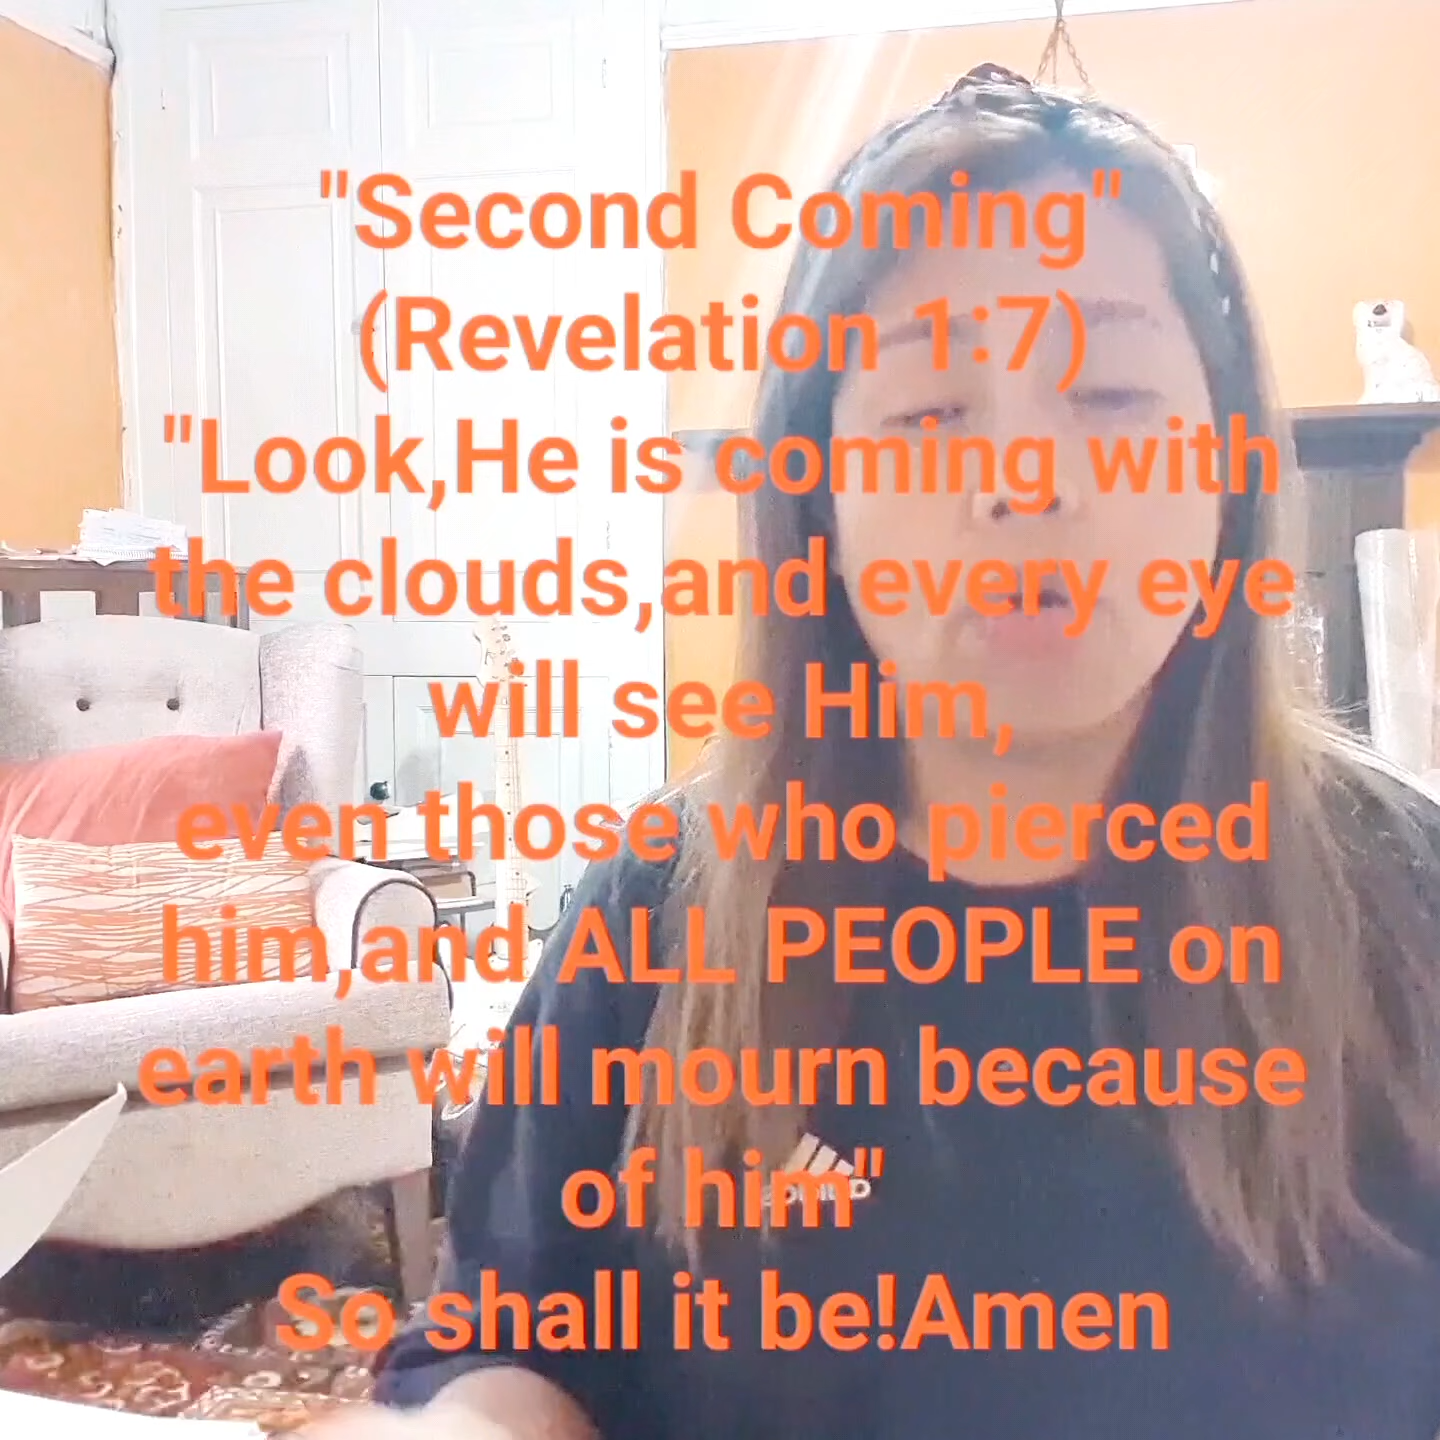 "Second Coming"
(Revelation 1:7)
"Look,He is coming with
the clouds,and every eye
will see Him,
even those who pierced
him,and ALL PEOPLE on
earth will mourn because
of him"
So shall it be!Amen